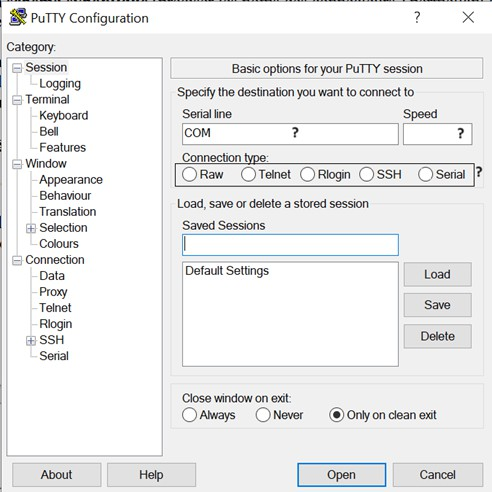 PuTTY Configuration ? ×
Category:
Session
Logging
Terminal
Keyboard
Bell
Features
Window
Appearance
Behaviour
Translation
Selection
Colours
Connection
Data
Proxy
Telnet
Rlogin
SSH
Serial
Basic options for your PuTTY session
Specify the destination you want to connect to
Serial line Speed
COM ? ?
Connection type:
Raw Telnet Rlogin SSH Serial ?
Load, save or delete a stored session
Saved Sessions
Default Settings
Load
Save
Delete
Close window on exit:
Always Never Only on clean exit
About Help Open Cancel